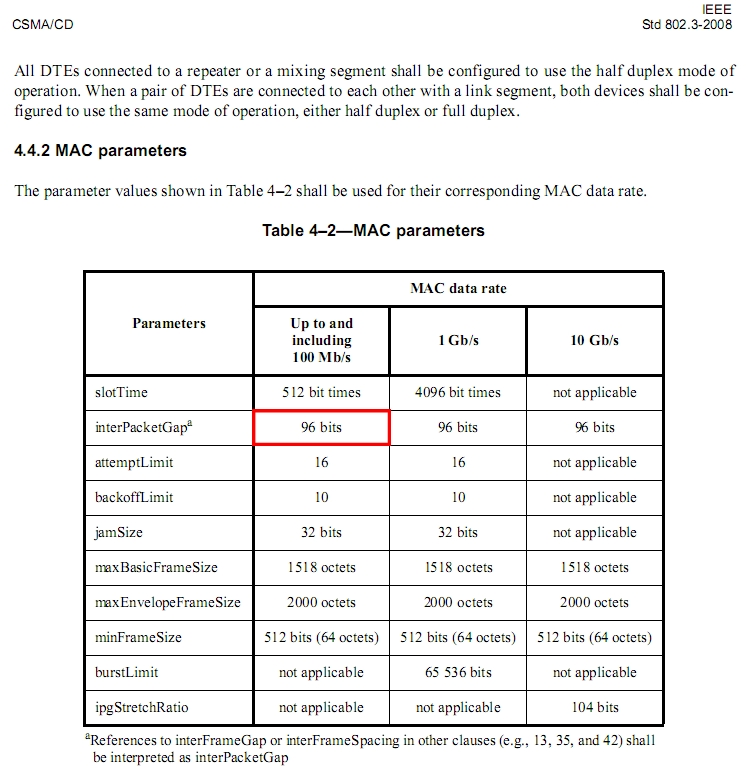 IEEE
CSMA/CD Std 802.3-2008
All DTEs connected to a repeater or a mixing segment shall be configured to use the half duplex mode of
operation. When a pair of DTEs are connected to each other with a link segment, both devices shall be con-
figured to use the same mode of operation, either half duplex or full duplex.
4.4.2 MAC parameters
The parameter values shown in Table 4–2 shall be used for their corresponding MAC data rate.
Table 4–2—MAC parameters
MAC data rate
Parameters
Up to and
including
100 Mb/s
1 Gb/s
10 Gb/s
slotTime 512 bit times 4096 bit times not applicable
interPacketGapa 96 bits 96 bits 96 bits
attemptLimit 16 16 not applicable
backoffLimit 10 10 not applicable
jamSize 32 bits 32 bits not applicable
maxBasicFrameSize 1518 octets 1518 octets 1518 octets
maxEnvelopeFrameSize 2000 octets 2000 octets 2000 octets
minFrameSize 512 bits (64 octets) 512 bits (64 octets) 512 bits (64 octets)
burstLimit not applicable 65 536 bits not applicable
ipgStretchRatio not applicable not applicable 104 bits
aReferences to interFrameGap or interFrameSpacing in other clauses (e.g., 13, 35, and 42) shall
be interpreted as interPacketGap